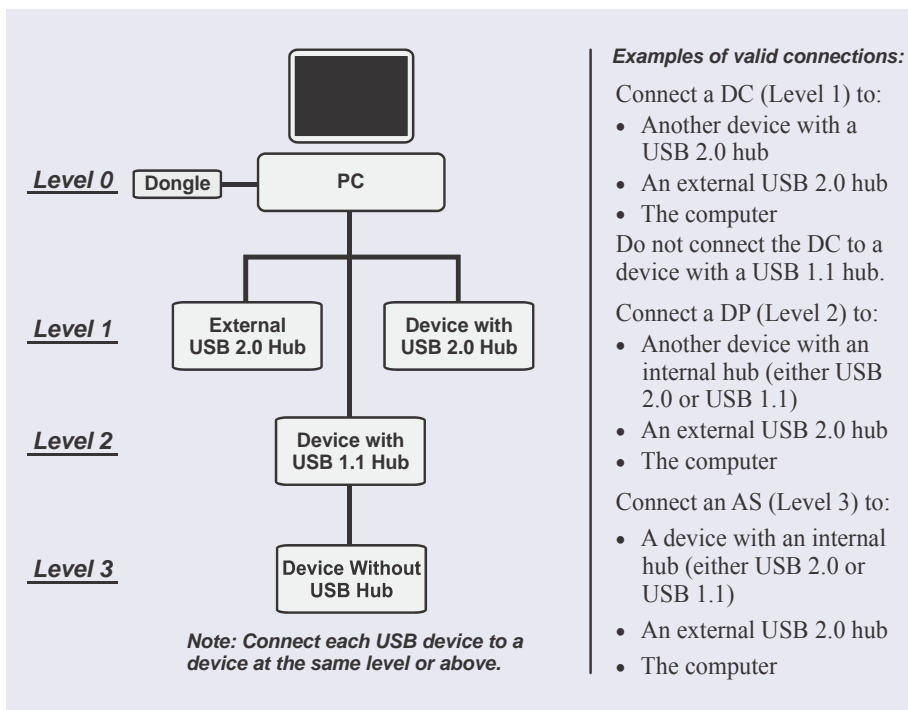 Level 0
Dongle
PC
Level 1
External
USB 2.0 Hub
Device with
USB 2.0 Hub
Level 2
Device with
USB 1.1 Hub
Level 3
Device Without
USB Hub
Note: Connect each USB device to a
device at the same level or above.
Examples of valid connections:
Connect a DC (Level 1) to:
• Another device with a
USB 2.0 hub
• An external USB 2.0 hub
• The computer
Do not connect the DC to a
device with a USB 1.1 hub.
Connect a DP (Level 2) to:
• Another device with an
internal hub (either USB
2.0 or USB 1.1)
• An external USB 2.0 hub
• The computer
Connect an AS (Level 3) to:
• A device with an internal
hub (either USB 2.0 or
USB 1.1)
• An external USB 2.0 hub
• The computer